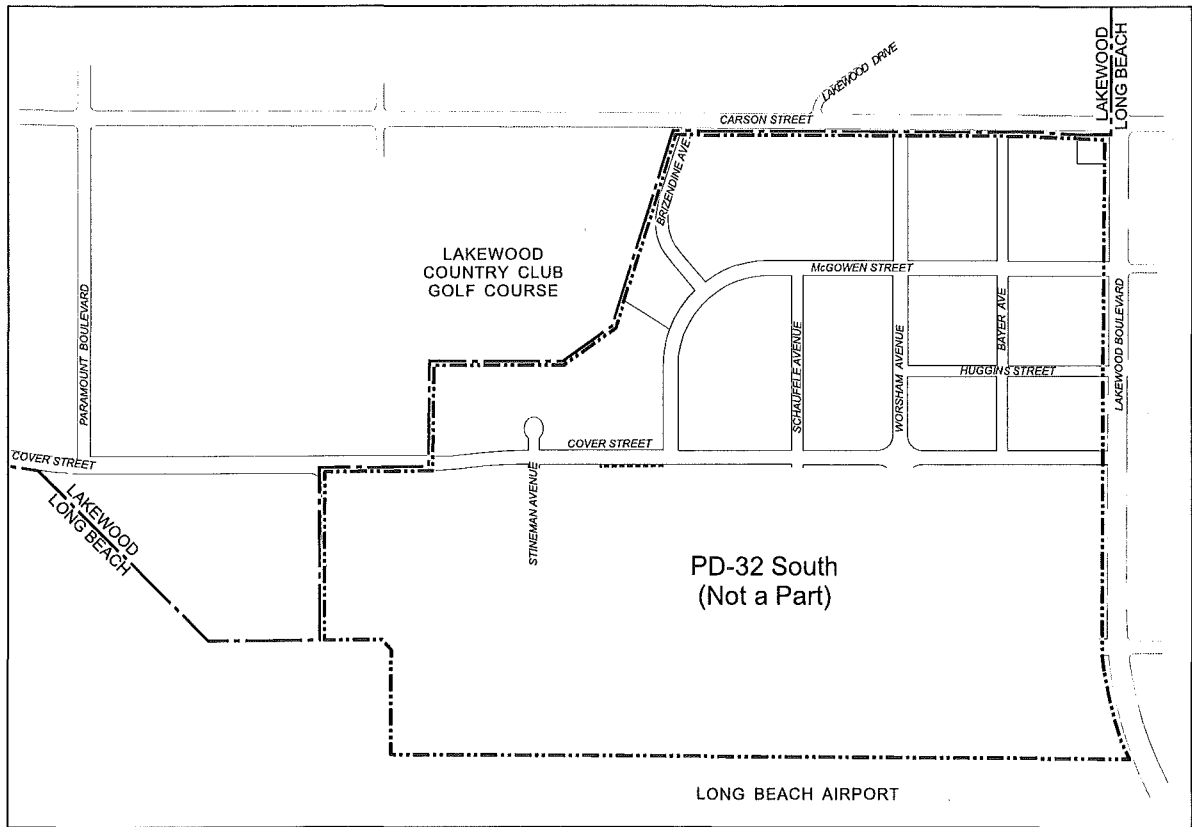 LAKEWOOD
LONG BEACH
LAKEWOOD DRIVE
CARSON STREET
BRIZENDINE AVE
LAKEWOOD
COUNTRY CLUB
GOLF COURSE
McGOWEN STREET
PARAMOUNT BOULEVARD
BAYER AVE
LAKEWOOD BOULEVARD
SCHAUFELE AVENUE
WORSHAM AVENUE
HUGGINS STREET
COVER STREET
COVER STREET
STINEMAN AVENUE
LAKEWOOD
LONG BEACH
PD-32 South
(Not a Part)
LONG BEACH AIRPORT